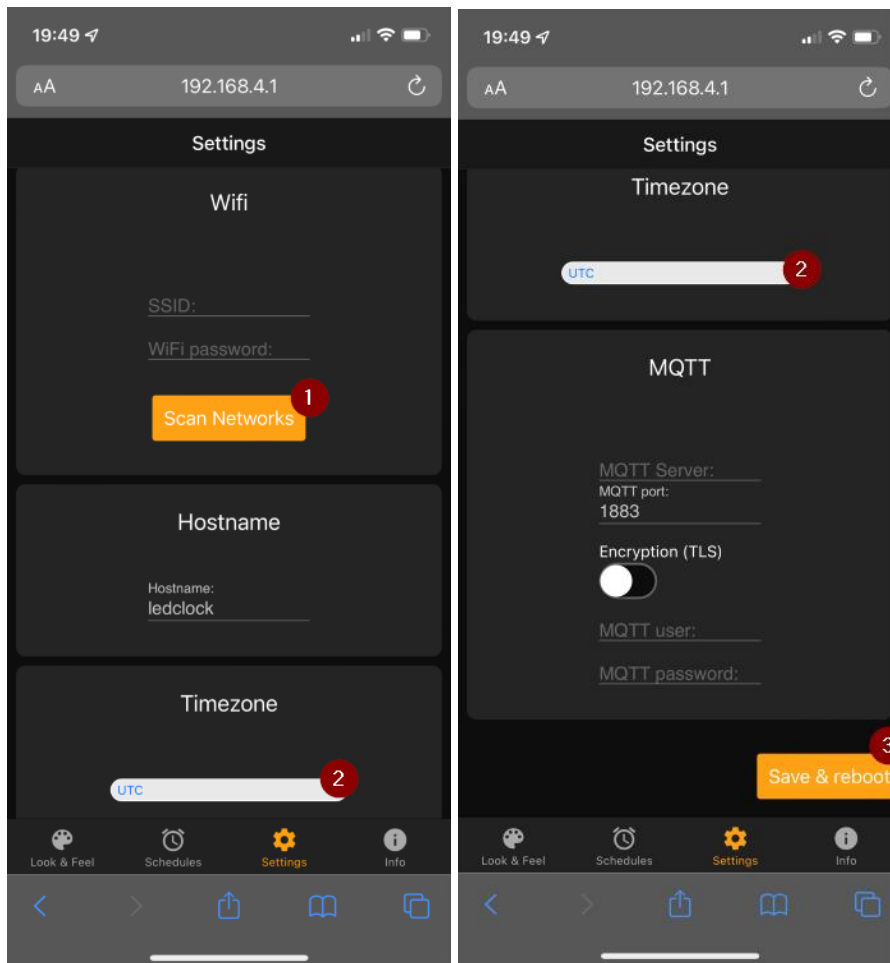 19:49
AA 192.168.4.1
Settings
Wifi
SSID:
WiFi password:
Scan Networks
1
Hostname
Hostname:
ledclock
Timezone
UTC
2
Look & Feel Schedules Settings Info
19:49
AA 192.168.4.1
Settings
Timezone
UTC
2
MQTT
MQTT Server:
MQTT port:
1883
Encryption (TLS)
MQTT user:
MQTT password:
3
Save & reboot
Look & Feel Schedules Settings Info